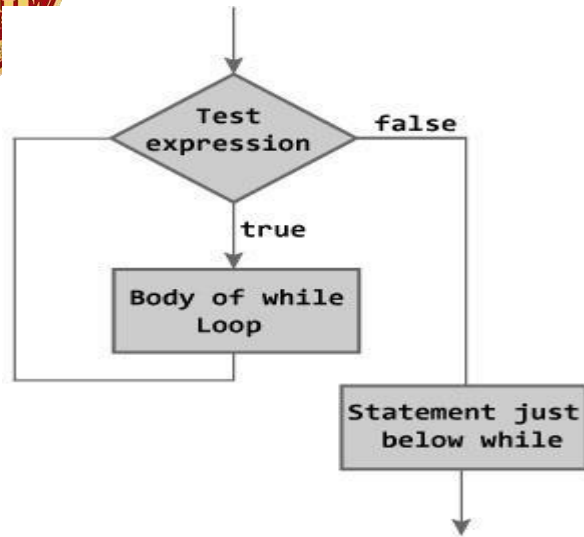 Test
expression
false
true
Body of while
Loop
Statement just
below while